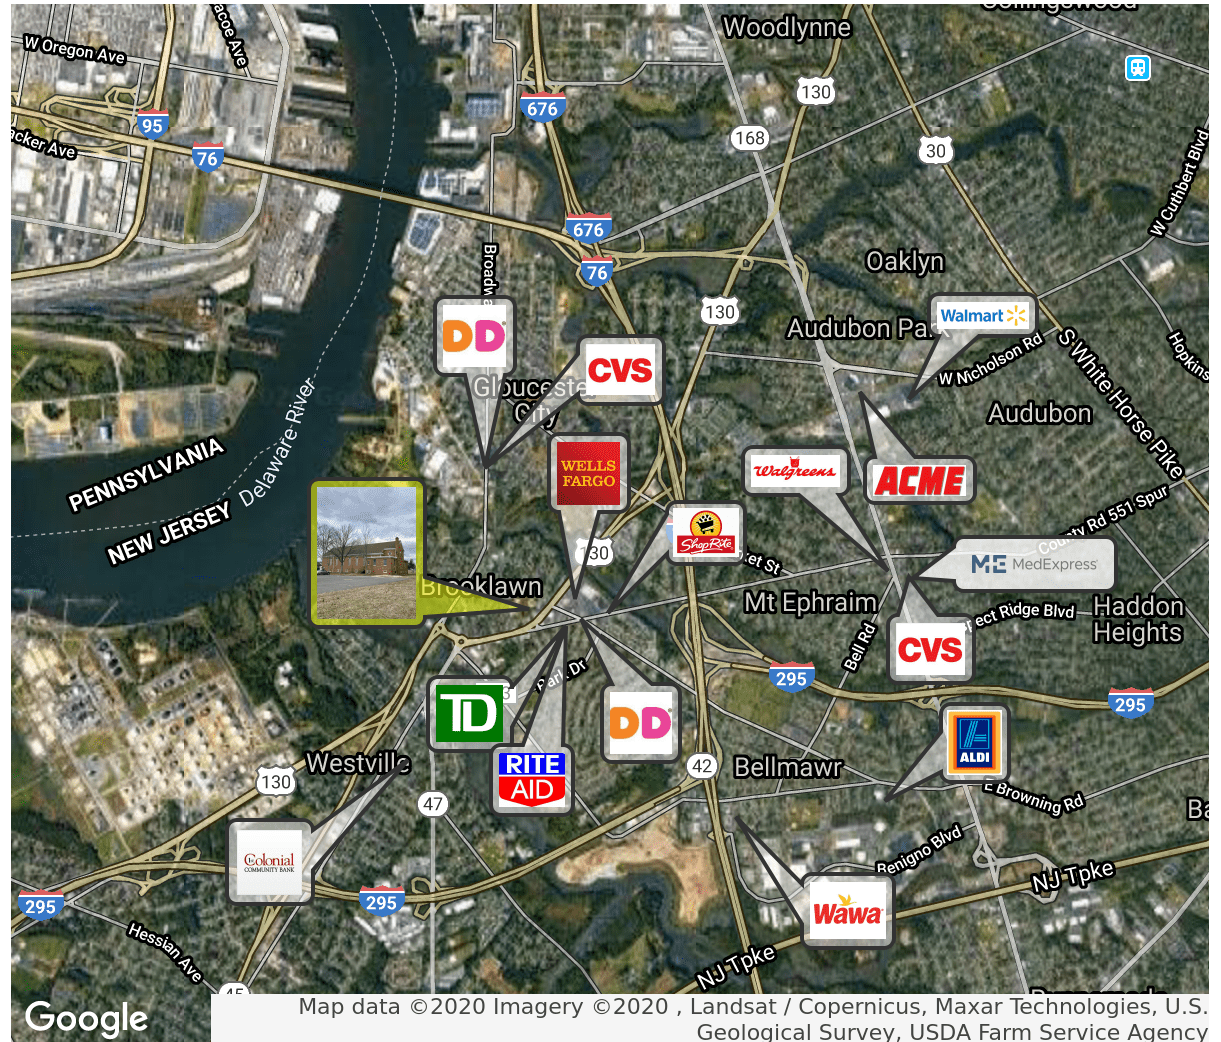 Woodlynne
W Oregon Ave
95
76
676
130
168
30
W Cuthbert Blvd
676
76
Oaklyn
130
Audubon Park
Walmart
W Nicholson Rd
S White Horse Pike
Hopkins
DD
CVS
Gloucester
City
Audubon
PENNSYLVANIA
Delaware River
NEW JERSEY
WELLS
FARGO
Walgreens
ACME
County Rd 551 Spur
130
ShopRite
Brooklawn
MedExpress
Mt Ephraim
Haddon
Heights
Bell Rd
CVS
295
295
TD
DD
RITE
AID
ALDI
Westville
130
47
42
Bellmawr
E Browning Rd
The Colonial
COMMUNITY BANK
Benigno Blvd
NJ Tpke
295
295
Wawa
Hessian Ave
NJ Tpke
45
Google
Map data ©2020 Imagery ©2020 , Landsat / Copernicus, Maxar Technologies, U.S.
Geological Survey, USDA Farm Service Agency